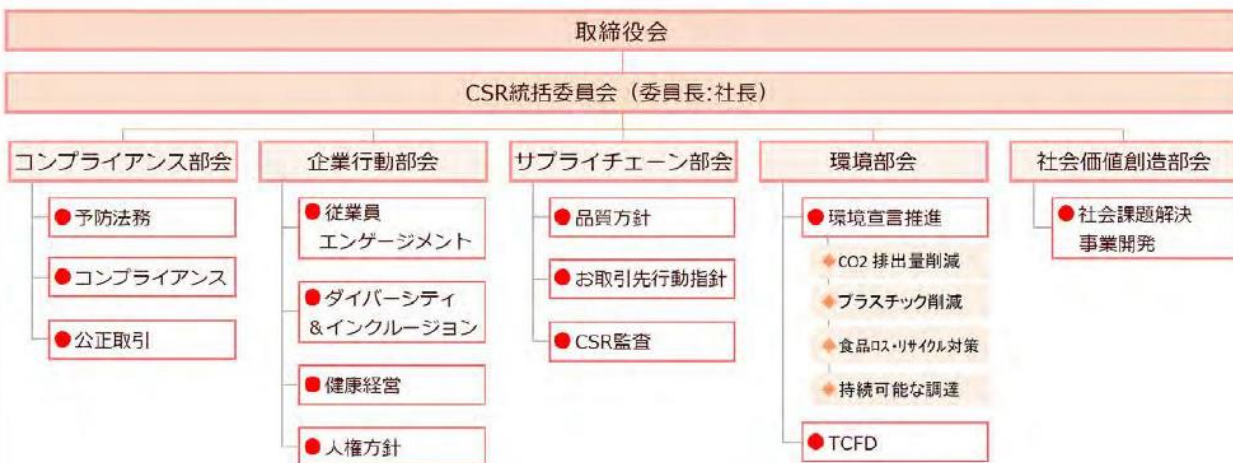 取締役会
CSR統括委員会（委員長:社長）
コンプライアンス部会
●予防法務
●コンプライアンス
●公正取引
企業行動部会
●従業員
エンゲージメント
●ダイバーシティ
&インクルージョン
●健康経営
●人権方針
サプライチェーン部会
●品質方針
●お取引先行動指針
●CSR監査
環境部会
●環境宣言推進
◆CO2 排出量削減
◆プラスチック削減
◆食品ロス・リサイクル対策
◆持続可能な調達
●TCFD
社会価値創造部会
●社会課題解決
事業開発